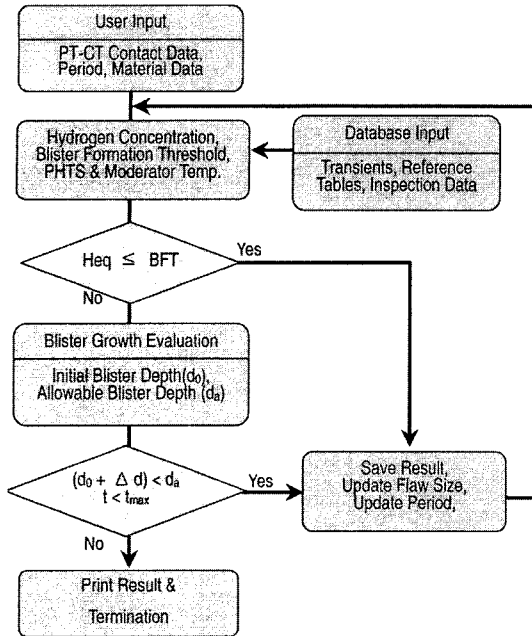 User Input
PT-CT Contact Data,
Period, Material Data
Hydrogen Concentration,
Blister Formation Threshold,
PHTS & Moderator Temp.
Database Input
Transients, Reference
Tables, Inspection Data
Heq ≤ BFT
Yes
No
Blister Growth Evaluation
Initial Blister Depth(d₀),
Allowable Blister Depth (dₐ)
(d₀ + Δ d) < dₐ
t < tₘₐₓ
Yes
No
Save Result,
Update Flaw Size,
Update Period,
Print Result &
Termination